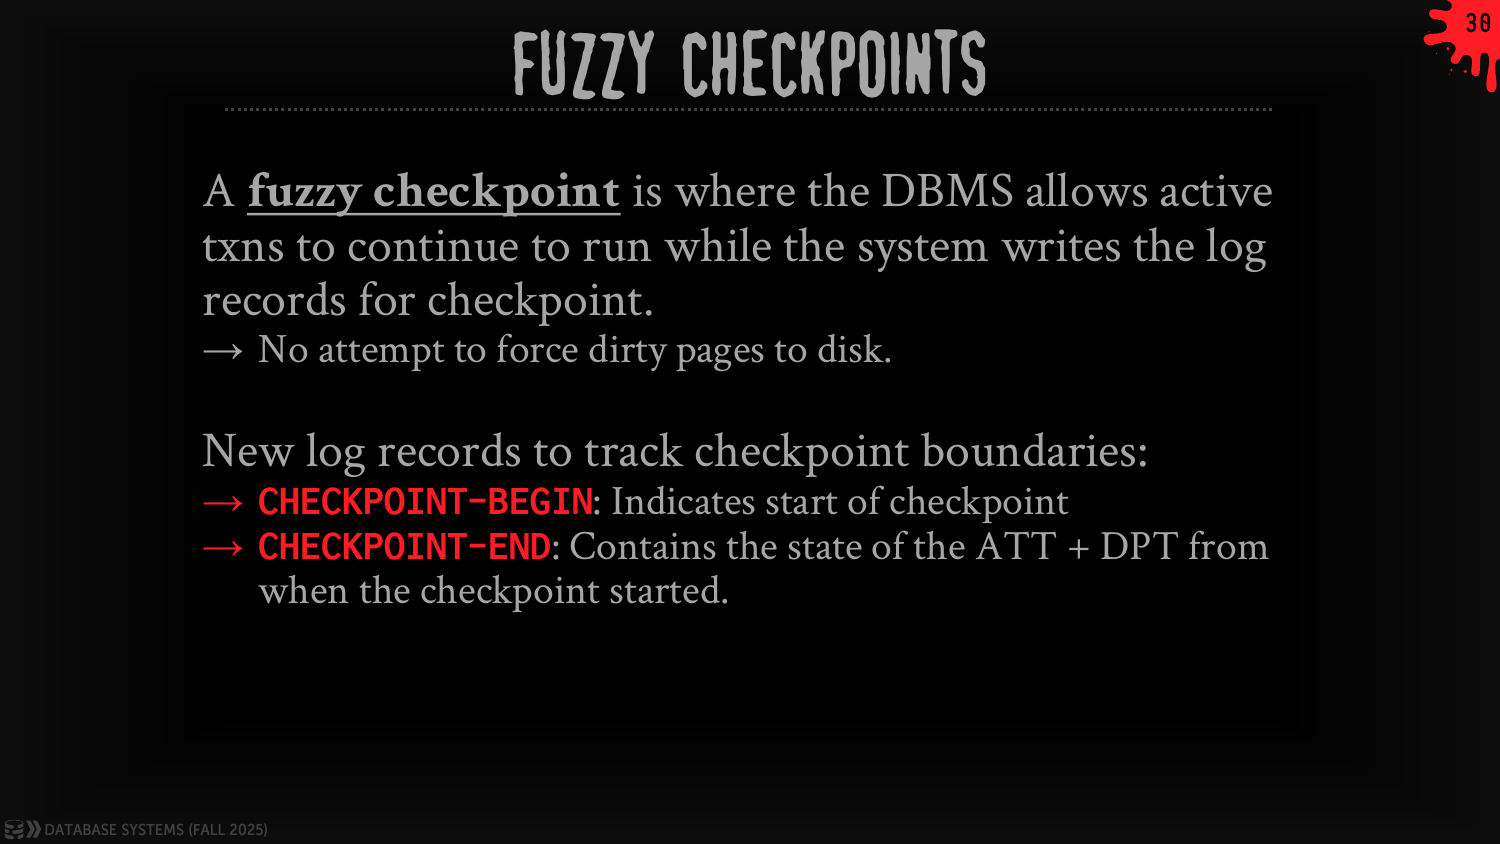 FUZZY CHECKPOINTS
30
A fuzzy checkpoint is where the DBMS allows active
txns to continue to run while the system writes the log
records for checkpoint.
→ No attempt to force dirty pages to disk.
New log records to track checkpoint boundaries:
→ CHECKPOINT-BEGIN: Indicates start of checkpoint
→ CHECKPOINT-END: Contains the state of the ATT + DPT from
when the checkpoint started.
DATABASE SYSTEMS (FALL 2025)